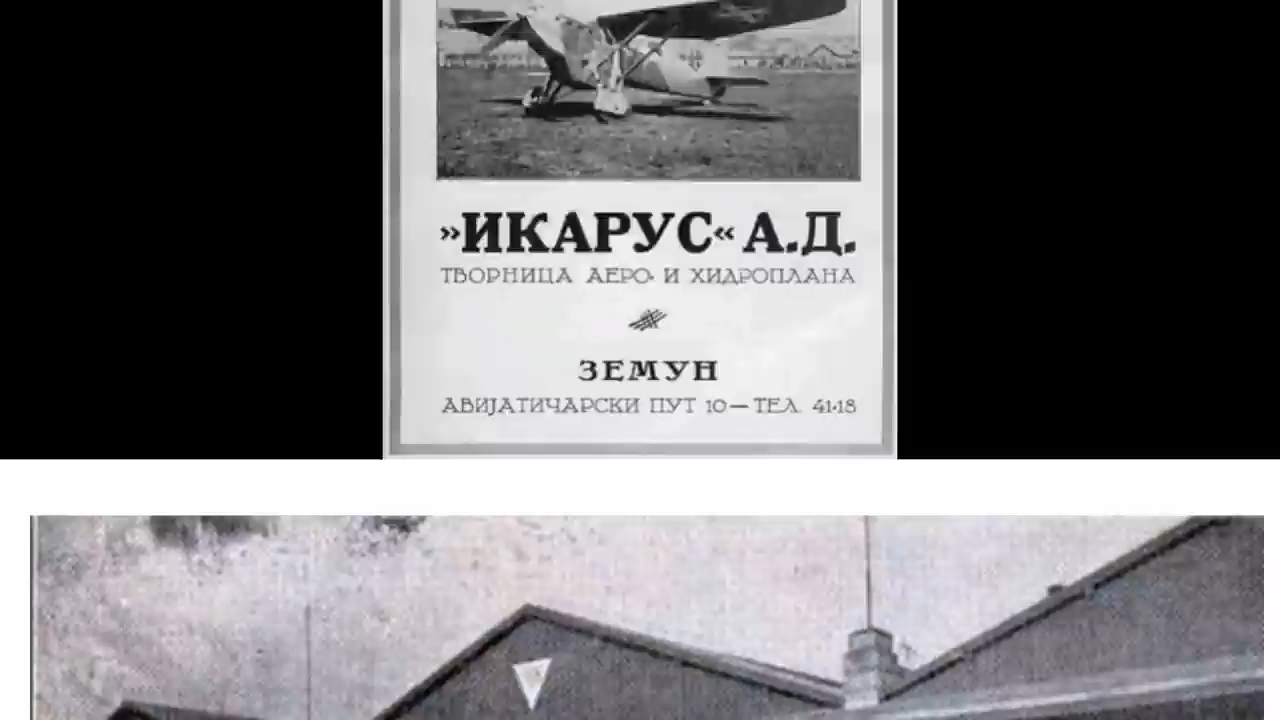 »ИКАРУС« А.Д.
ТВОРНИЦА АЕРО- И ХИДРОПЛАНА
ЗЕМУН
АВИЈАТИЧАРСКИ ПУТ 10 — ТЕЛ. 41-18